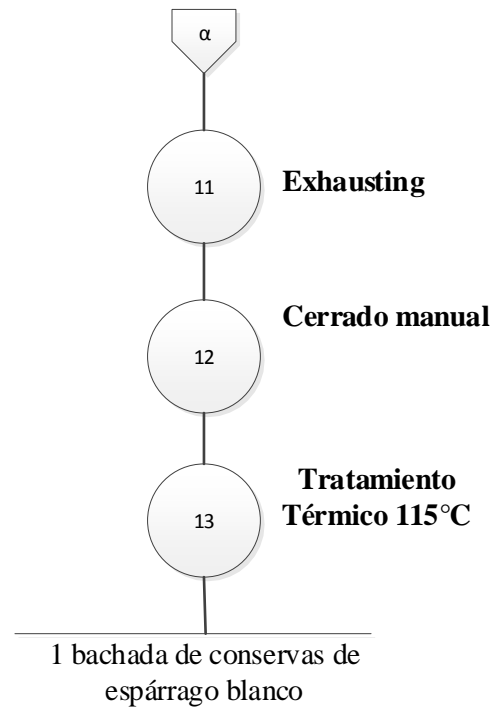 α
11
Exhausting
Cerrado manual
12
Tratamiento
Térmico 115°C
13
1 bachada de conservas de
espárrago blanco